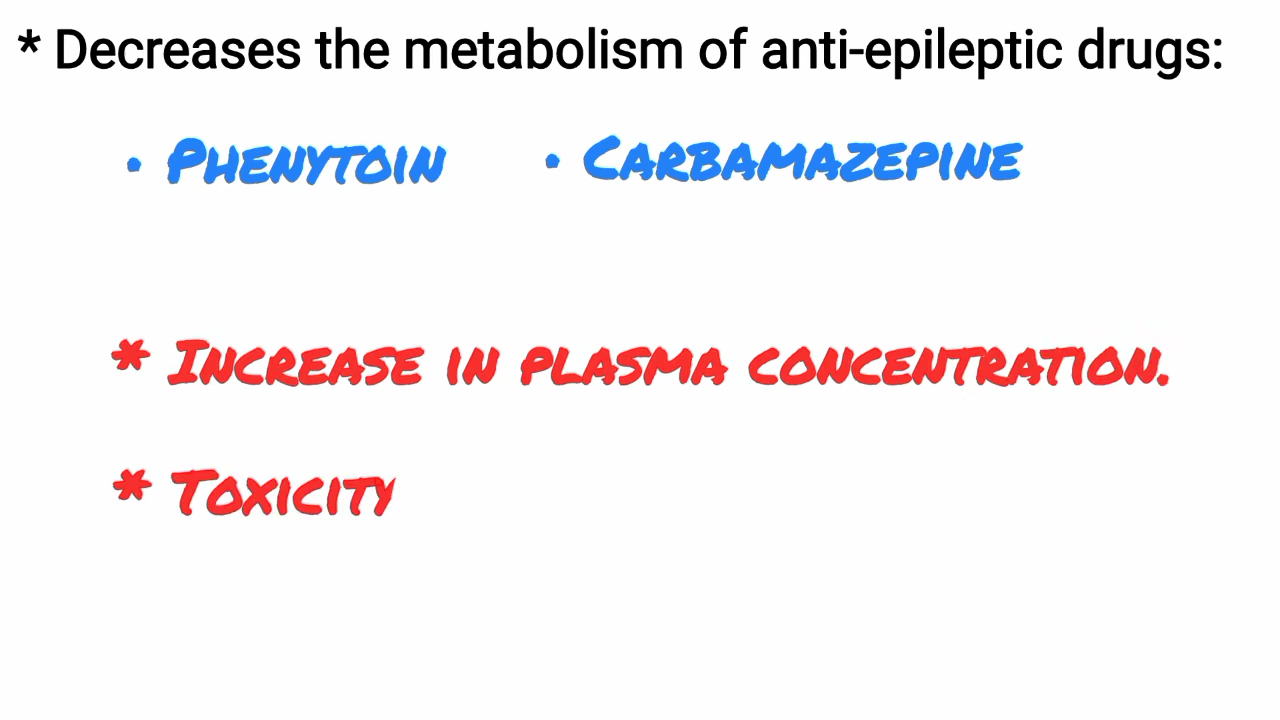 * Decreases the metabolism of anti-epileptic drugs:
• Phenytoin • Carbamazepine
* Increase in plasma concentration.
* Toxicity